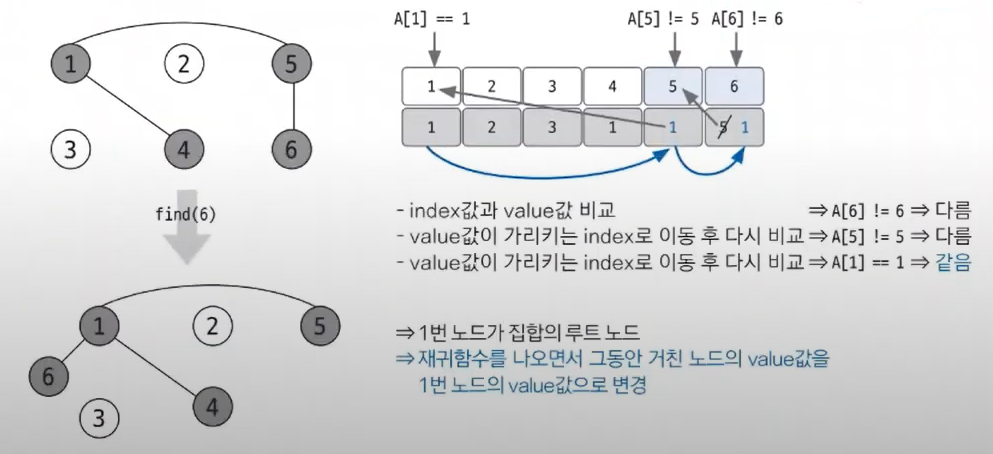 A[1] == 1
A[5] != 5
A[6] != 6
1 2 5
1 2 3 4 5 6
1 2 3 1 1 5 1
3 4 6
find(6)
- index값과 value값 비교 ⇒ A[6] != 6 ⇒ 다름
- value값이 가리키는 index로 이동 후 다시 비교 ⇒ A[5] != 5 ⇒ 다름
- value값이 가리키는 index로 이동 후 다시 비교 ⇒ A[1] == 1 ⇒ 같음
1 2 5
6
3 4
⇒ 1번 노드가 집합의 루트 노드
⇒ 재귀함수를 나오면서 그동안 거친 노드의 value값을
1번 노드의 value값으로 변경